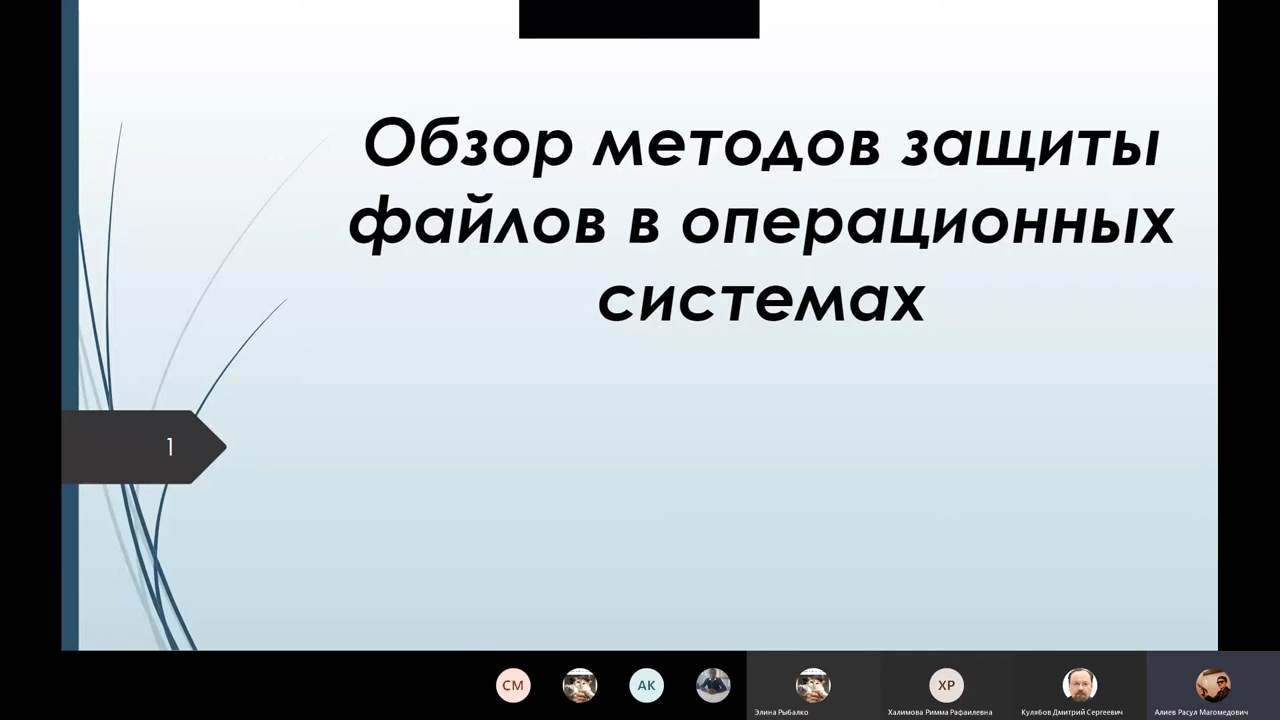 Обзор методов защиты
файлов в операционных
системах
1
СМ
АК
ХР
Элина Рыбалко
Халимова Римма Рафаилевна
Кулябов Дмитрий Сергеевич
Алиев Расул Магомедович